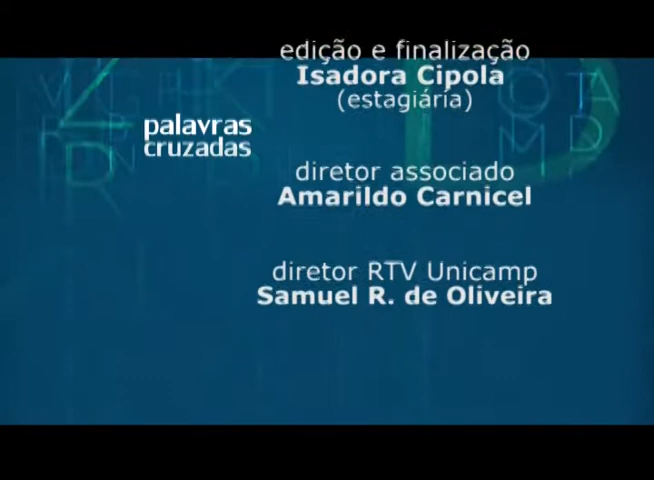 edição e finalização
Isadora Cipola
(estagiária)
palavras
cruzadas
diretor associado
Amarildo Carnicel
diretor RTV Unicamp
Samuel R. de Oliveira